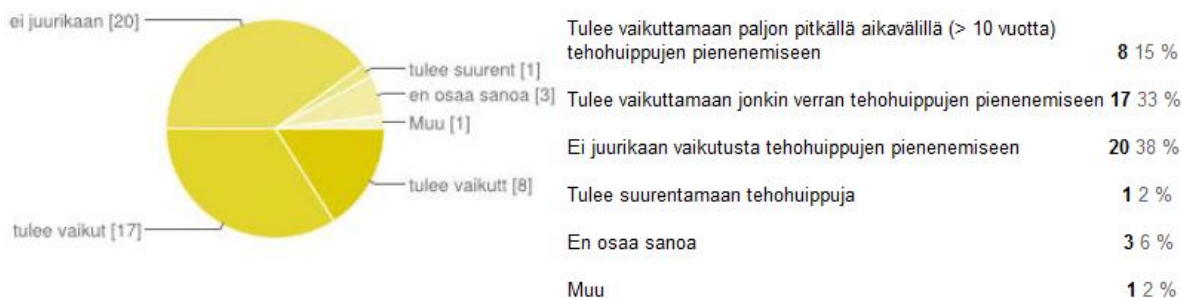 ei juurikaan [20]
tulee suurent [1]
en osaa sanoa [3]
Muu [1]
tulee vaikutt [8]
tulee vaikut [17]
Tulee vaikuttamaan paljon pitkällä aikavälillä (> 10 vuotta)
tehohuippujen pienenemiseen 8 15 %
Tulee vaikuttamaan jonkin verran tehohuippujen pienenemiseen 17 33 %
Ei juurikaan vaikutusta tehohuippujen pienenemiseen 20 38 %
Tulee suurentamaan tehohuippuja 1 2 %
En osaa sanoa 3 6 %
Muu 1 2 %